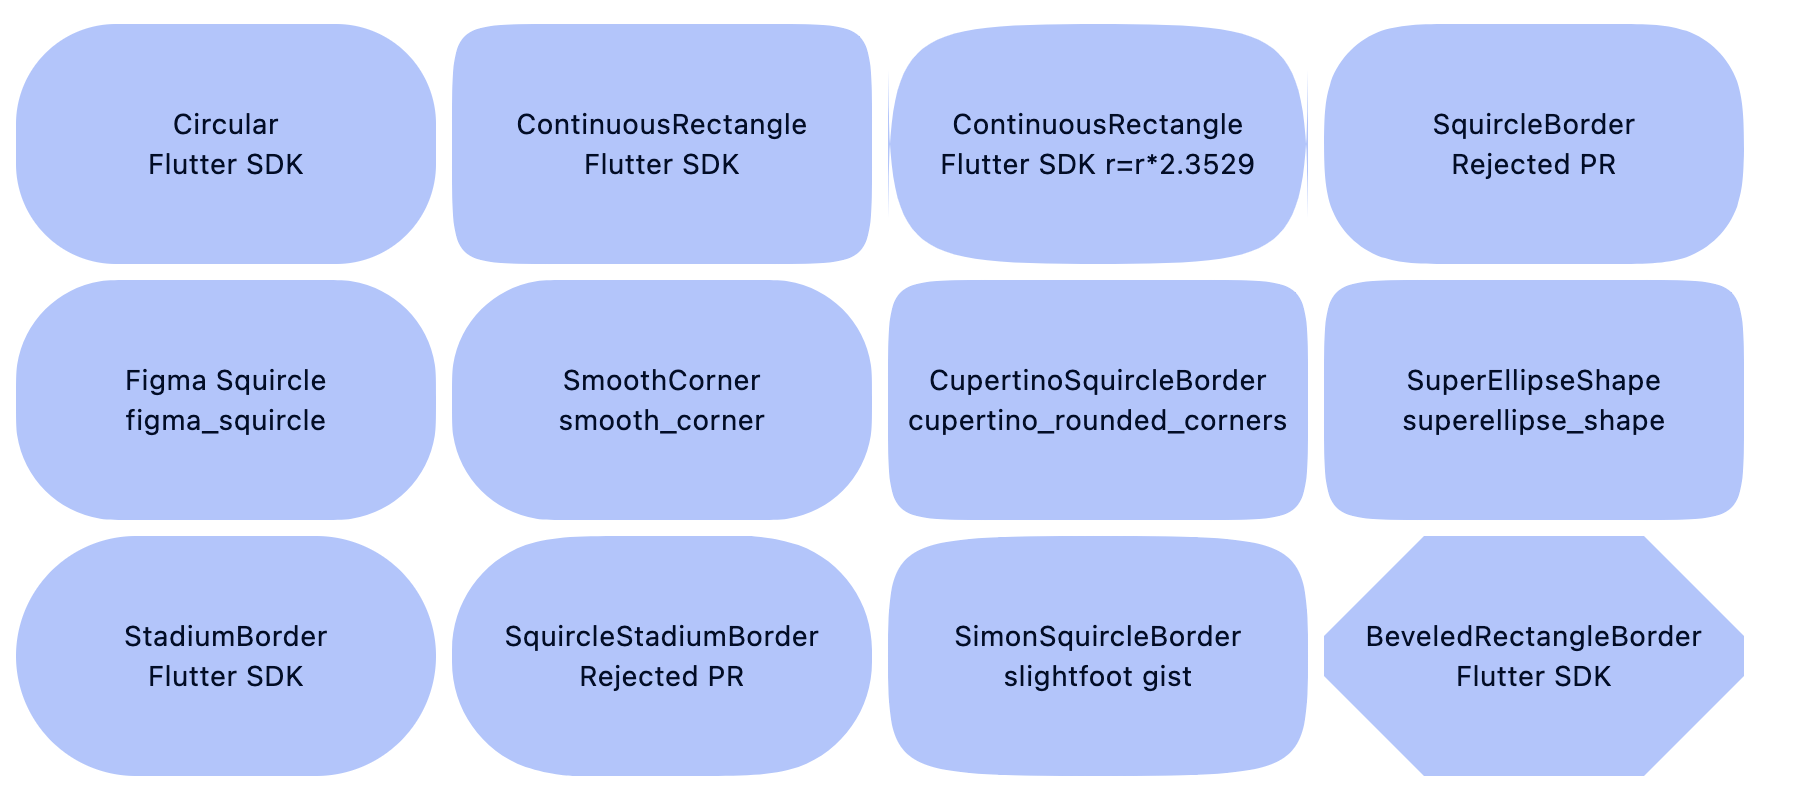 Circular
Flutter SDK
ContinuousRectangle
Flutter SDK
ContinuousRectangle
Flutter SDK r=r*2.3529
SquircleBorder
Rejected PR
Figma Squircle
figma_squircle
SmoothCorner
smooth_corner
CupertinoSquircleBorder
cupertino_rounded_corners
SuperEllipseShape
superellipse_shape
StadiumBorder
Flutter SDK
SquircleStadiumBorder
Rejected PR
SimonSquircleBorder
slightfoot gist
BeveledRectangleBorder
Flutter SDK